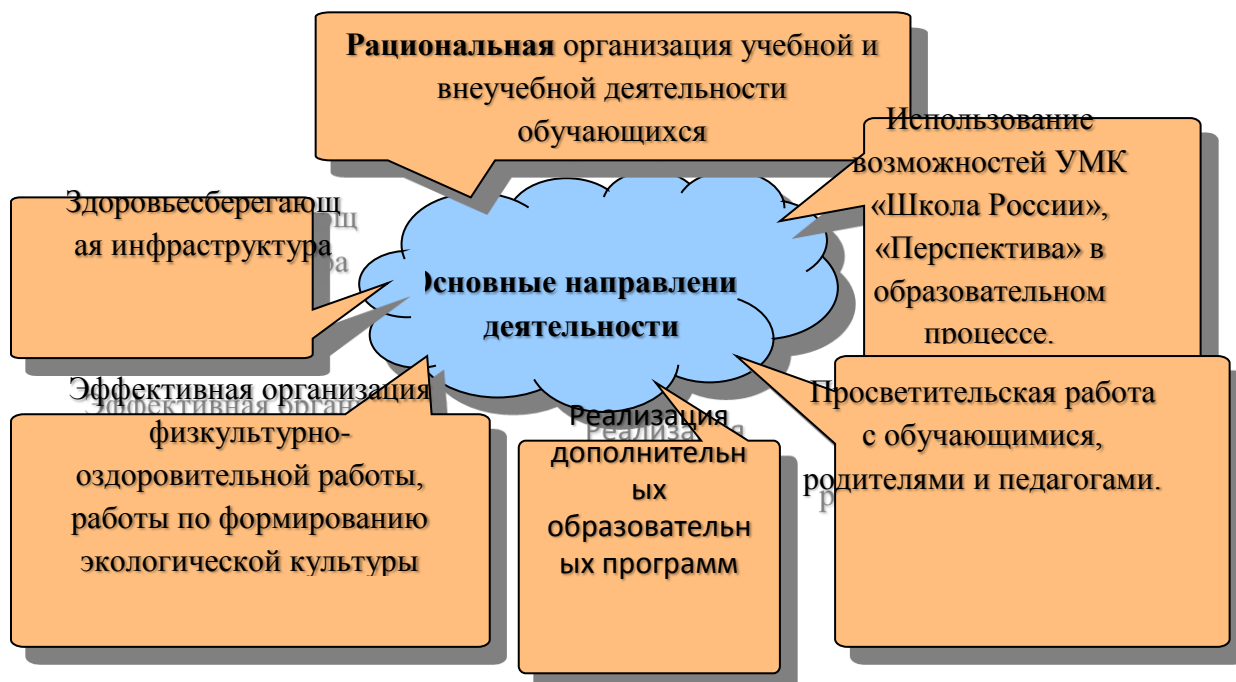 Рациональная организация учебной и
внеучебной деятельности
обучающихся
Использование
возможностей УМК
«Школа России»,
«Перспектива» в
образовательном
процессе.
Здоровьесберегающ
ая инфраструктура
Основные направлени
деятельности
Эффективная организация
физкультурно-
оздоровительной работы,
работы по формированию
экологической культуры
Реализация
дополнительн
ых
образовательн
ых программ
Просветительская работа
с обучающимися,
родителями и педагогами.